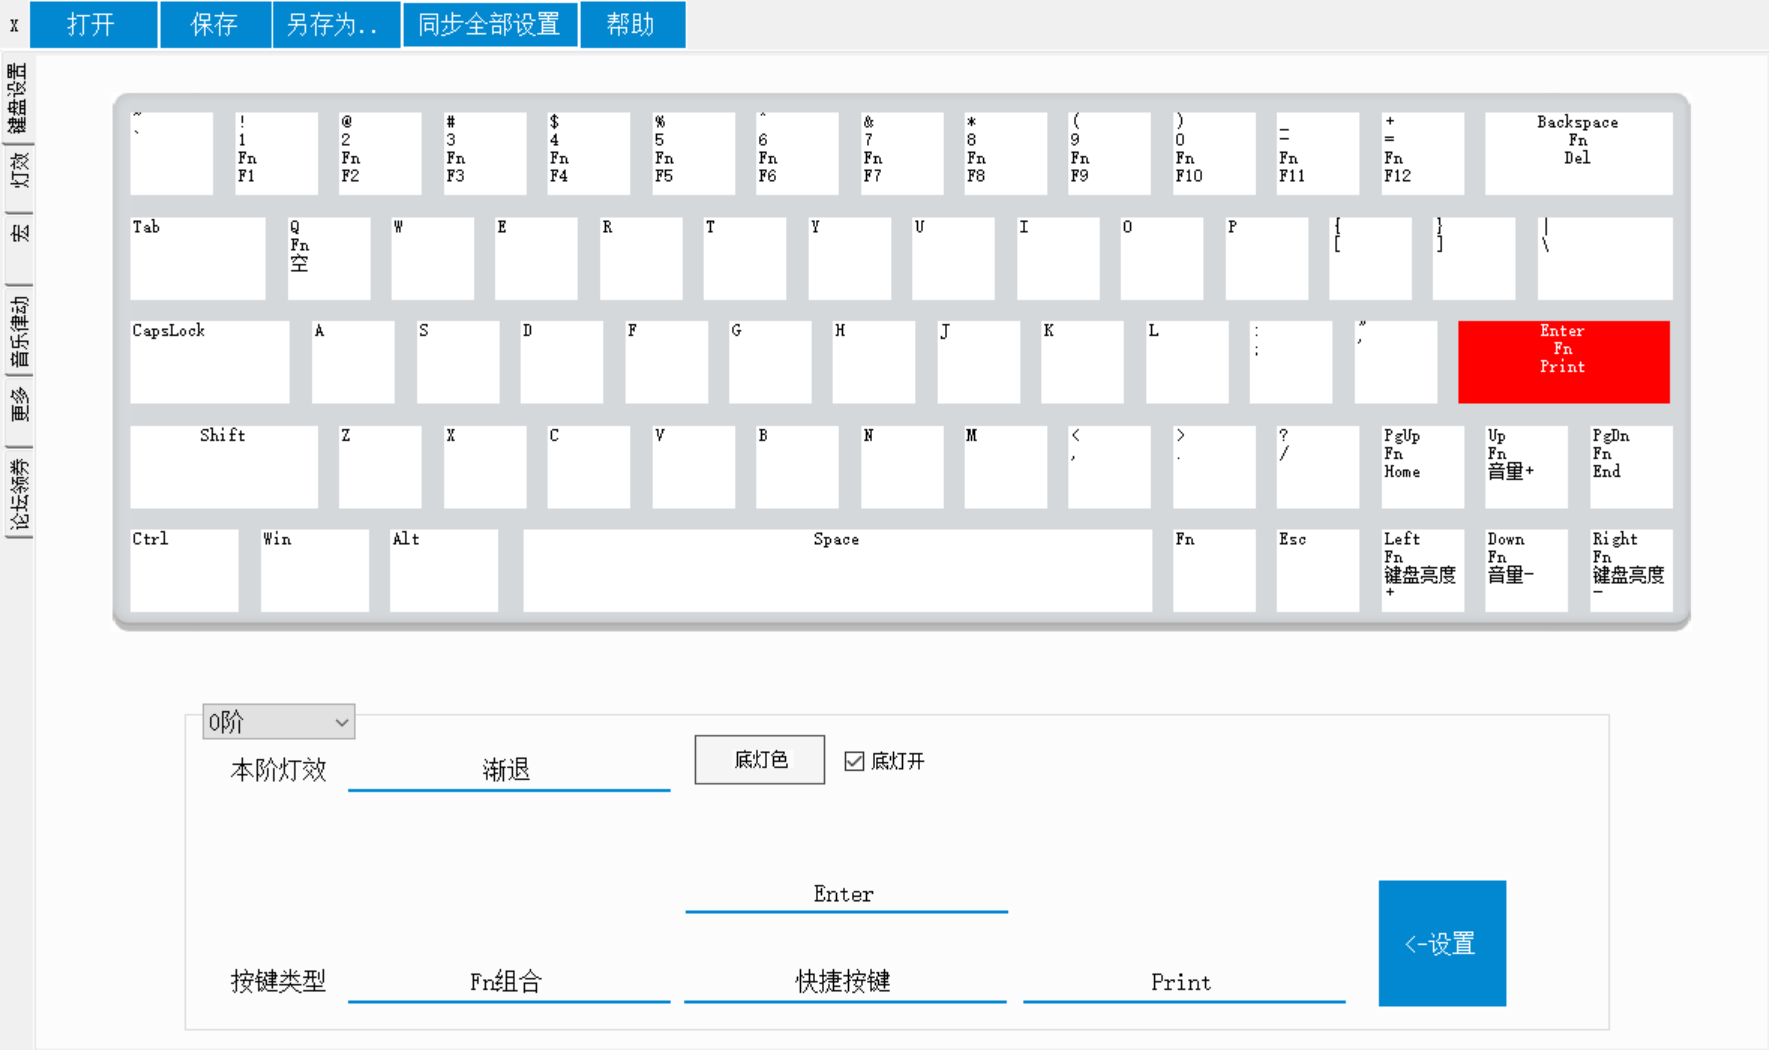 x 打开 保存 另存为.. 同步全部设置 帮助
键盘设置
灯效
宏
音乐律动
更多
论坛领券
~
`
!
1
Fn
F1
@
2
Fn
F2
#
3
Fn
F3
$
4
Fn
F4
%
5
Fn
F5
^
6
Fn
F6
&
7
Fn
F7
*
8
Fn
F8
(
9
Fn
F9
)
0
Fn
F10
_
-
Fn
F11
+
=
Fn
F12
Backspace
Fn
Del
Tab
Q
Fn
W
E
R
T
Y
U
I
O
P
{
[
}
]
|
\
CapsLock
A
S
D
F
G
H
J
K
L
:
;
"
'
Enter
Fn
Print
Shift
Z
X
C
V
B
N
M
<
,
>
.
?
/
PgUp
Fn
Home
Up
Fn
音量+
PgDn
Fn
End
Ctrl
Win
Alt
Space
Fn
Esc
Left
Fn
键盘亮度
+
Down
Fn
音量-
Right
Fn
键盘亮度
-
0阶
本阶灯效 渐退 底灯色 底灯开
Enter
<-设置
按键类型 Fn组合 快捷按键 Print